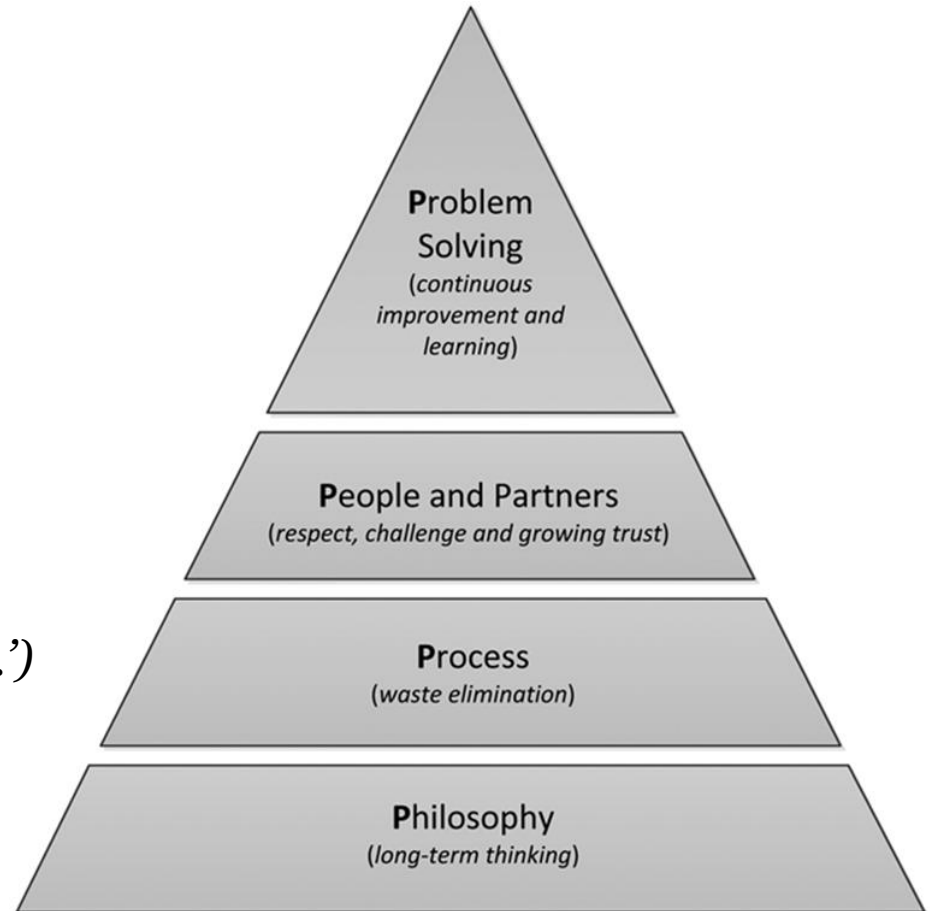 Problem
Solving
(continuous
improvement and
learning)
People and Partners
(respect, challenge and growing trust)
.’)
Process
(waste elimination)
Philosophy
(long-term thinking)